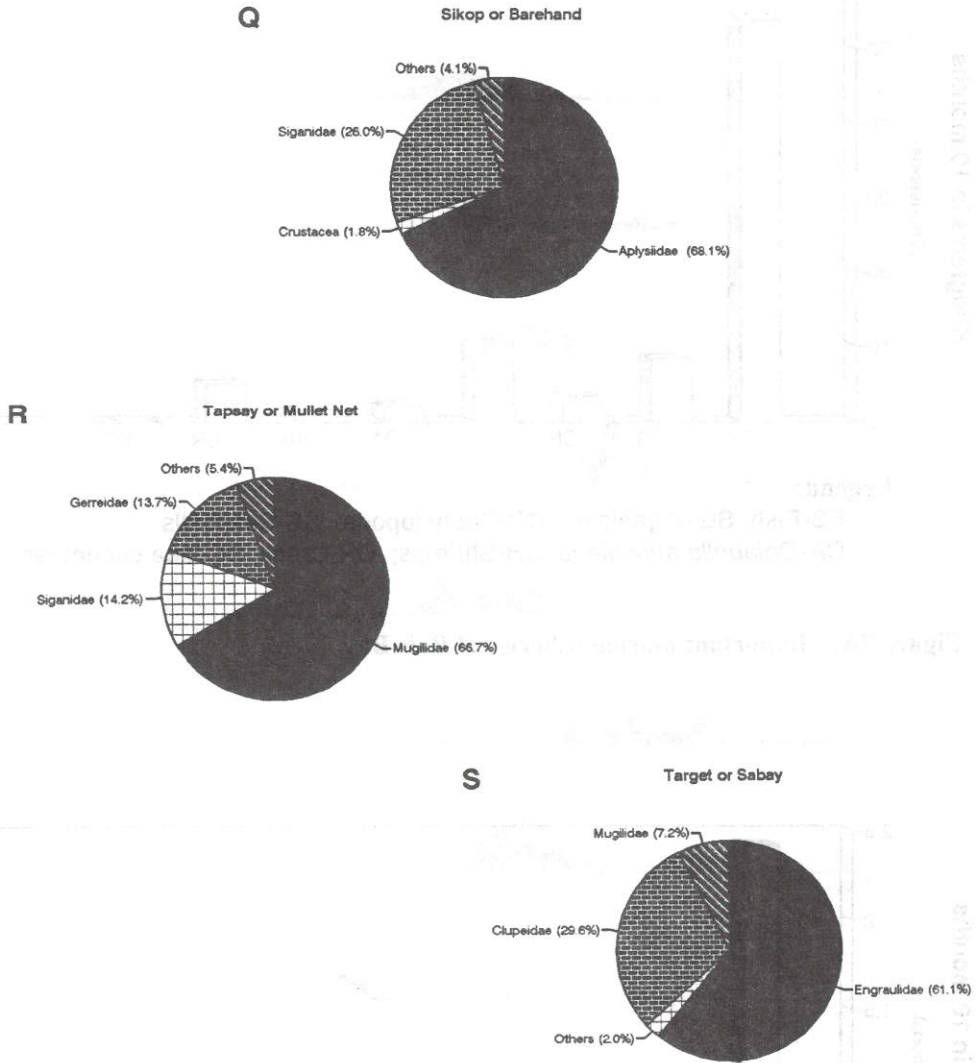 Q
Sikop or Barehand
Others (4.1%)
Siganidae (26.0%)
Crustacea (1.8%)
Aplysiidae (68.1%)
R
Tapsay or Mullet Net
Others (5.4%)
Gerreidae (13.7%)
Siganidae (14.2%)
Mugilidae (66.7%)
S
Target or Sabay
Mugilidae (7.2%)
Clupeidae (29.6%)
Others (2.0%)
Engraulidae (61.1%)